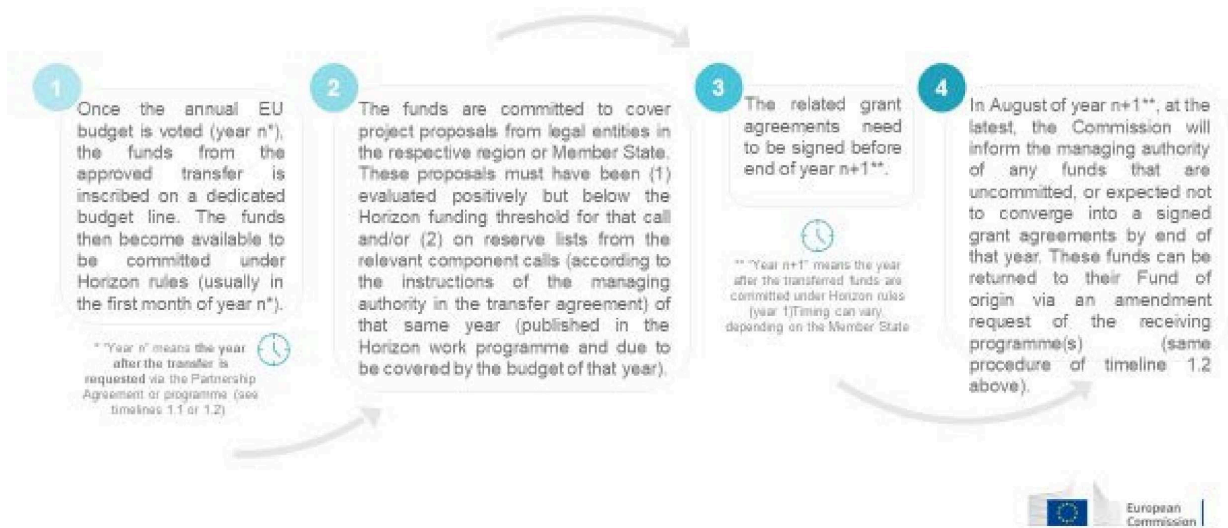 1
Once the annual EU
budget is voted (year n*),
the funds from the
approved transfer is
inscribed on a dedicated
budget line. The funds
then become available to
be committed under
Horizon rules (usually in
the first month of year n*).
* "Year n" means the year
after the transfer is
requested via the Partnership
Agreement or programme (see
timelines 1.1 or 1.2)
2
The funds are committed to cover
project proposals from legal entities in
the respective region or Member State.
These proposals must have been (1)
evaluated positively but below the
Horizon funding threshold for that call
and/or (2) on reserve lists from the
relevant component calls (according to
the instructions of the managing
authority in the transfer agreement) of
that same year (published in the
Horizon work programme and due to
be covered by the budget of that year).
3
The related grant
agreements need
to be signed before
end of year n+1**.
** "Year n+1" means the year
after the transferred funds are
committed under Horizon rules
(year 1)Timing can vary,
depending on the Member State
4
In August of year n+1**, at the
latest, the Commission will
inform the managing authority
of any funds that are
uncommitted, or expected not
to converge into a signed
grant agreements by end of
that year. These funds can be
returned to their Fund of
origin via an amendment
request of the receiving
programme(s) (same
procedure of timeline 1.2
above).
European
Commission